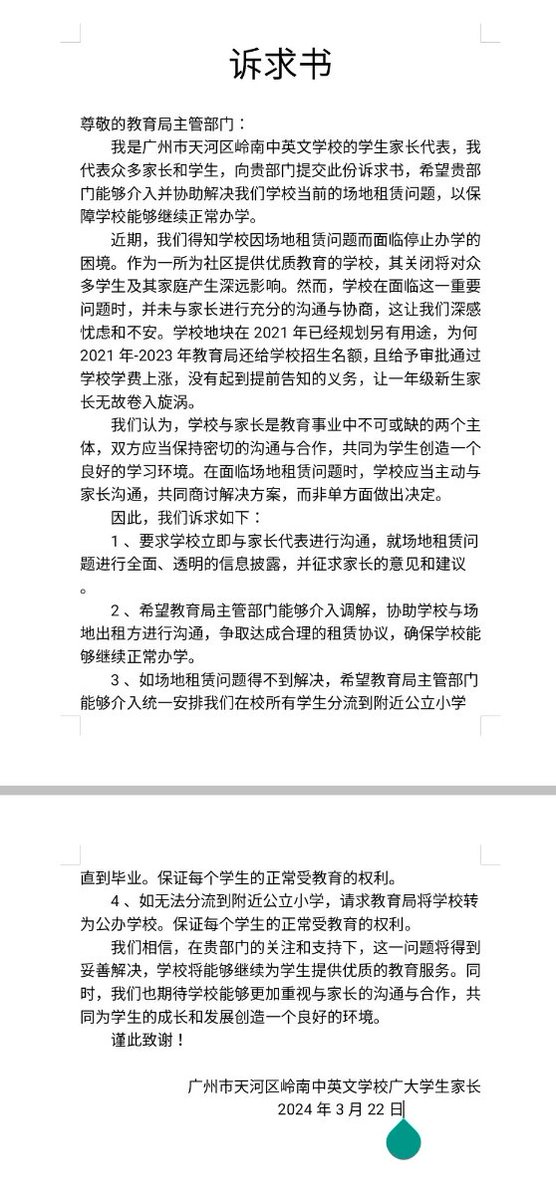 诉求书
尊敬的教育局主管部门：
我是广州市天河区岭南中英文学校的学生家长代表，我
代表众多家长和学生，向贵部门提交此份诉求书，希望贵部
门能够介入并协助解决我们学校当前的场地租赁问题，以保
障学校能够继续正常办学。
近期，我们得知学校因场地租赁问题而面临停止办学的
困境。作为一所为社区提供优质教育的学校，其关闭将对众
多学生及其家庭产生深远影响。然而，学校在面临这一重要
问题时，并未与家长进行充分的沟通与协商，这让我们深感
忧虑和不安。学校地块在 2021 年已经规划另有用途，为何
2021 年-2023 年教育局还给学校招生名额，且给予审批通过
学校学费上涨，没有起到提前告知的义务，让一年级新生家
长无故卷入旋涡。
我们认为，学校与家长是教育事业中不可或缺的两个主
体，双方应当保持密切的沟通与合作，共同为学生创造一个
良好的学习环境。在面临场地租赁问题时，学校应当主动与
家长沟通，共同商讨解决方案，而非单方面做出决定。
因此，我们诉求如下：
1、要求学校立即与家长代表进行沟通，就场地租赁问
题进行全面、透明的信息披露，并征求家长的意见和建议
。
2、希望教育局主管部门能够介入调解，协助学校与场
地出租方进行沟通，争取达成合理的租赁协议，确保学校能
够继续正常办学。
3、如场地租赁问题得不到解决，希望教育局主管部门
能够介入统一安排我们在校所有学生分流到附近公立小学
直到毕业。保证每个学生的正常受教育的权利。
4、如无法分流到附近公立小学，请求教育局将学校转
为公办学校。保证每个学生的正常受教育的权利。
我们相信，在贵部门的关注和支持下，这一问题将得到
妥善解决，学校将能够继续为学生提供优质的教育服务。同
时，我们也期待学校能够更加重视与家长的沟通与合作，共
同为学生的成长和发展创造一个良好的环境。
谨此致谢！
广州市天河区岭南中英文学校广大学生家长
2024 年 3 月 22 日